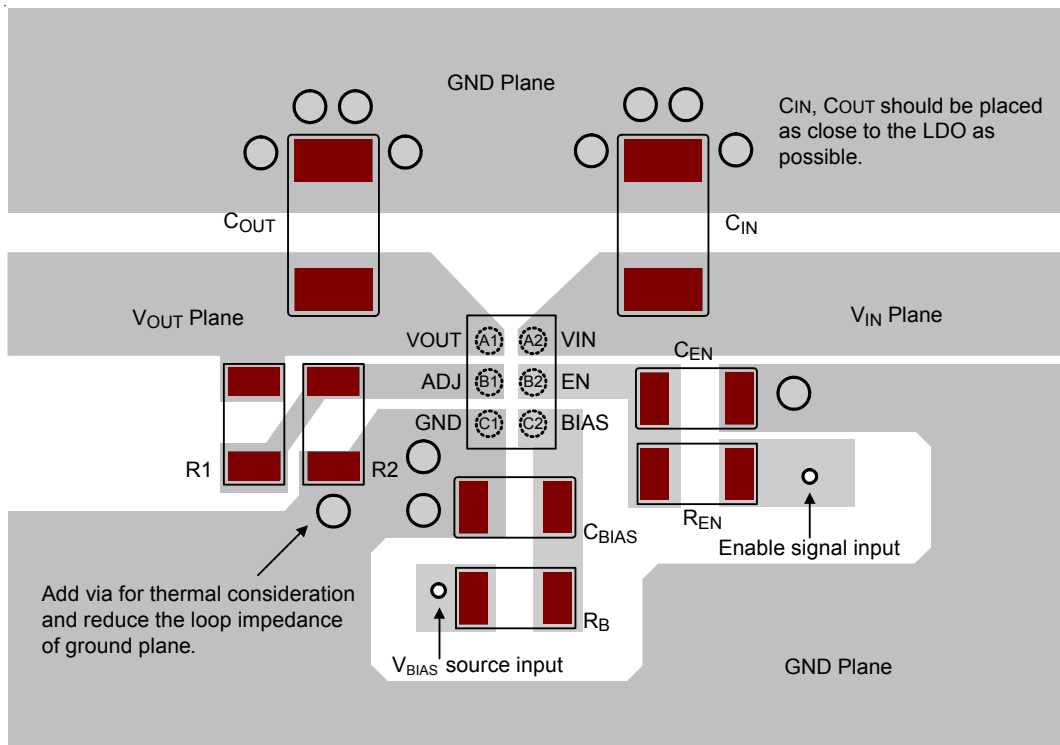 GND Plane
CIN, COUT should be placed
as close to the LDO as
possible.
COUT
CIN
VOUT Plane
VIN Plane
VOUT A1 A2 VIN
CEN
ADJ B1 B2 EN
GND C1 C2 BIAS
R1
R2
REN
CBIAS
Enable signal input
Add via for thermal consideration
and reduce the loop impedance
of ground plane.
RB
VBIAS source input
GND Plane